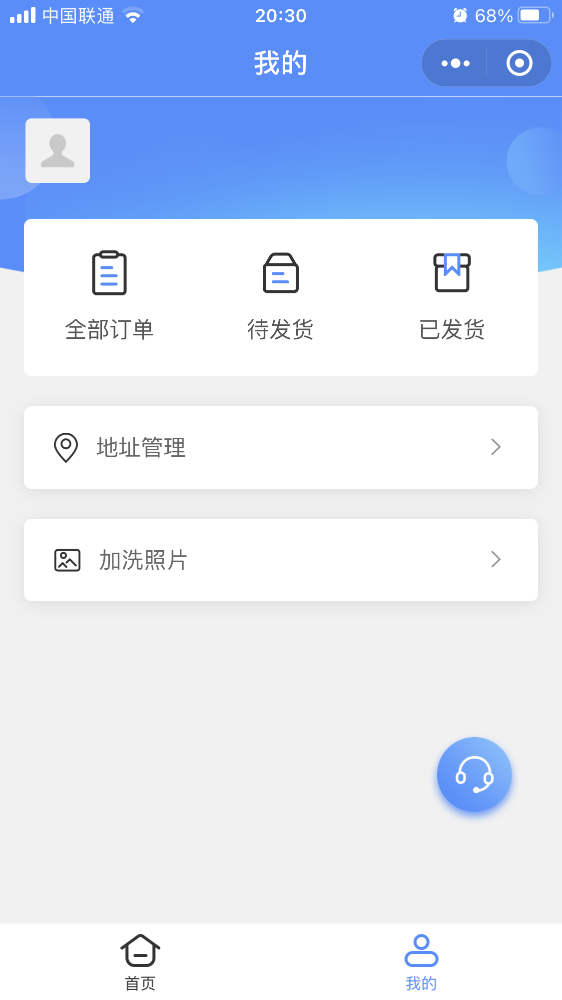 中国联通 20:30 68%
我的
全部订单 待发货 已发货
地址管理
加洗照片
首页 我的